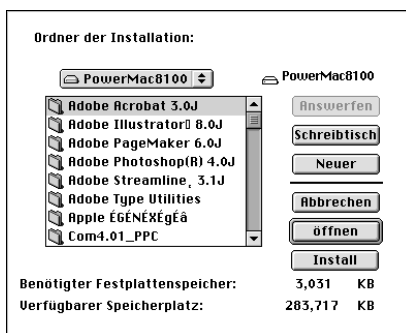 Ordner der Installation:
PowerMac8100
PowerMac8100
Adobe Acrobat 3.0J
Adobe Illustrator▯ 8.0J
Adobe PageMaker 6.0J
Adobe Photoshop(R) 4.0J
Adobe Streamline¸ 3.1J
Adobe Type Utilities
Apple ÉGÉNÉXÉgÉâ
Com4.01_PPC
Answerfen
Schreibtisch
Neuer
Abbrechen
öffnen
Install
Benötigter Festplattenspeicher: 3,031 KB
Verfügbarer Speicherplatz: 283,717 KB